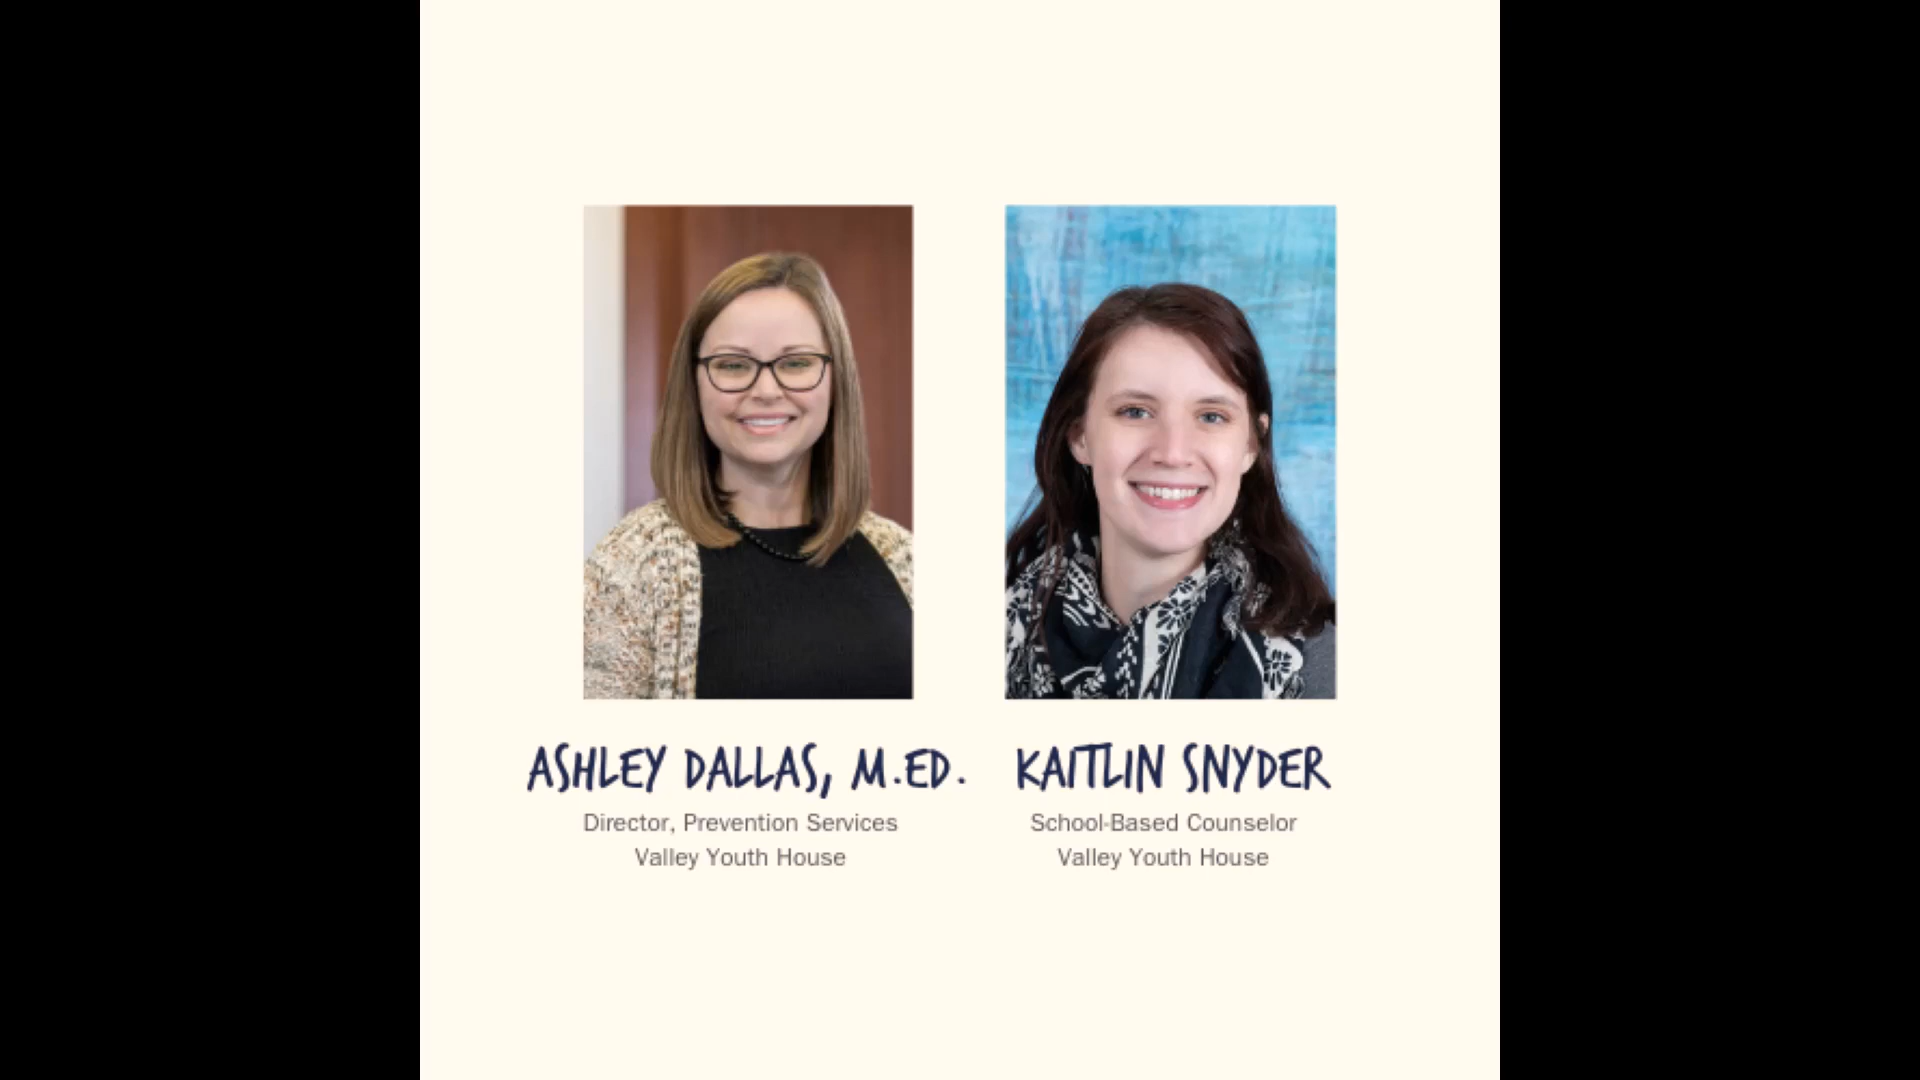 ASHLEY DALLAS, M.ED.
Director, Prevention Services
Valley Youth House
KAITLIN SNYDER
School-Based Counselor
Valley Youth House